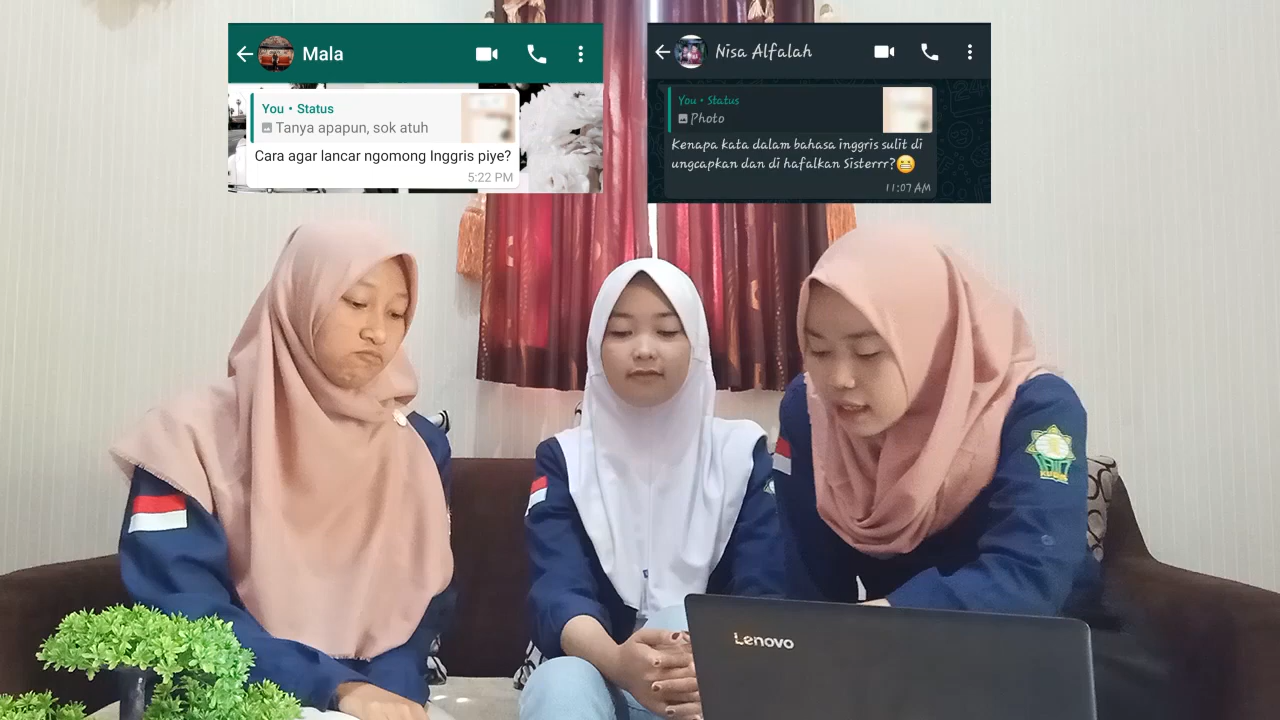 Mala
You • Status
Tanya apapun, sok atuh
Cara agar lancar ngomong Inggris piye?
5:22 PM
Nisa Alfalah
You • Status
Photo
Kenapa kata dalam bahasa inggris sulit di
ungcapkan dan di hafalkan Sisterrr?😁
11:07 AM
Lenovo